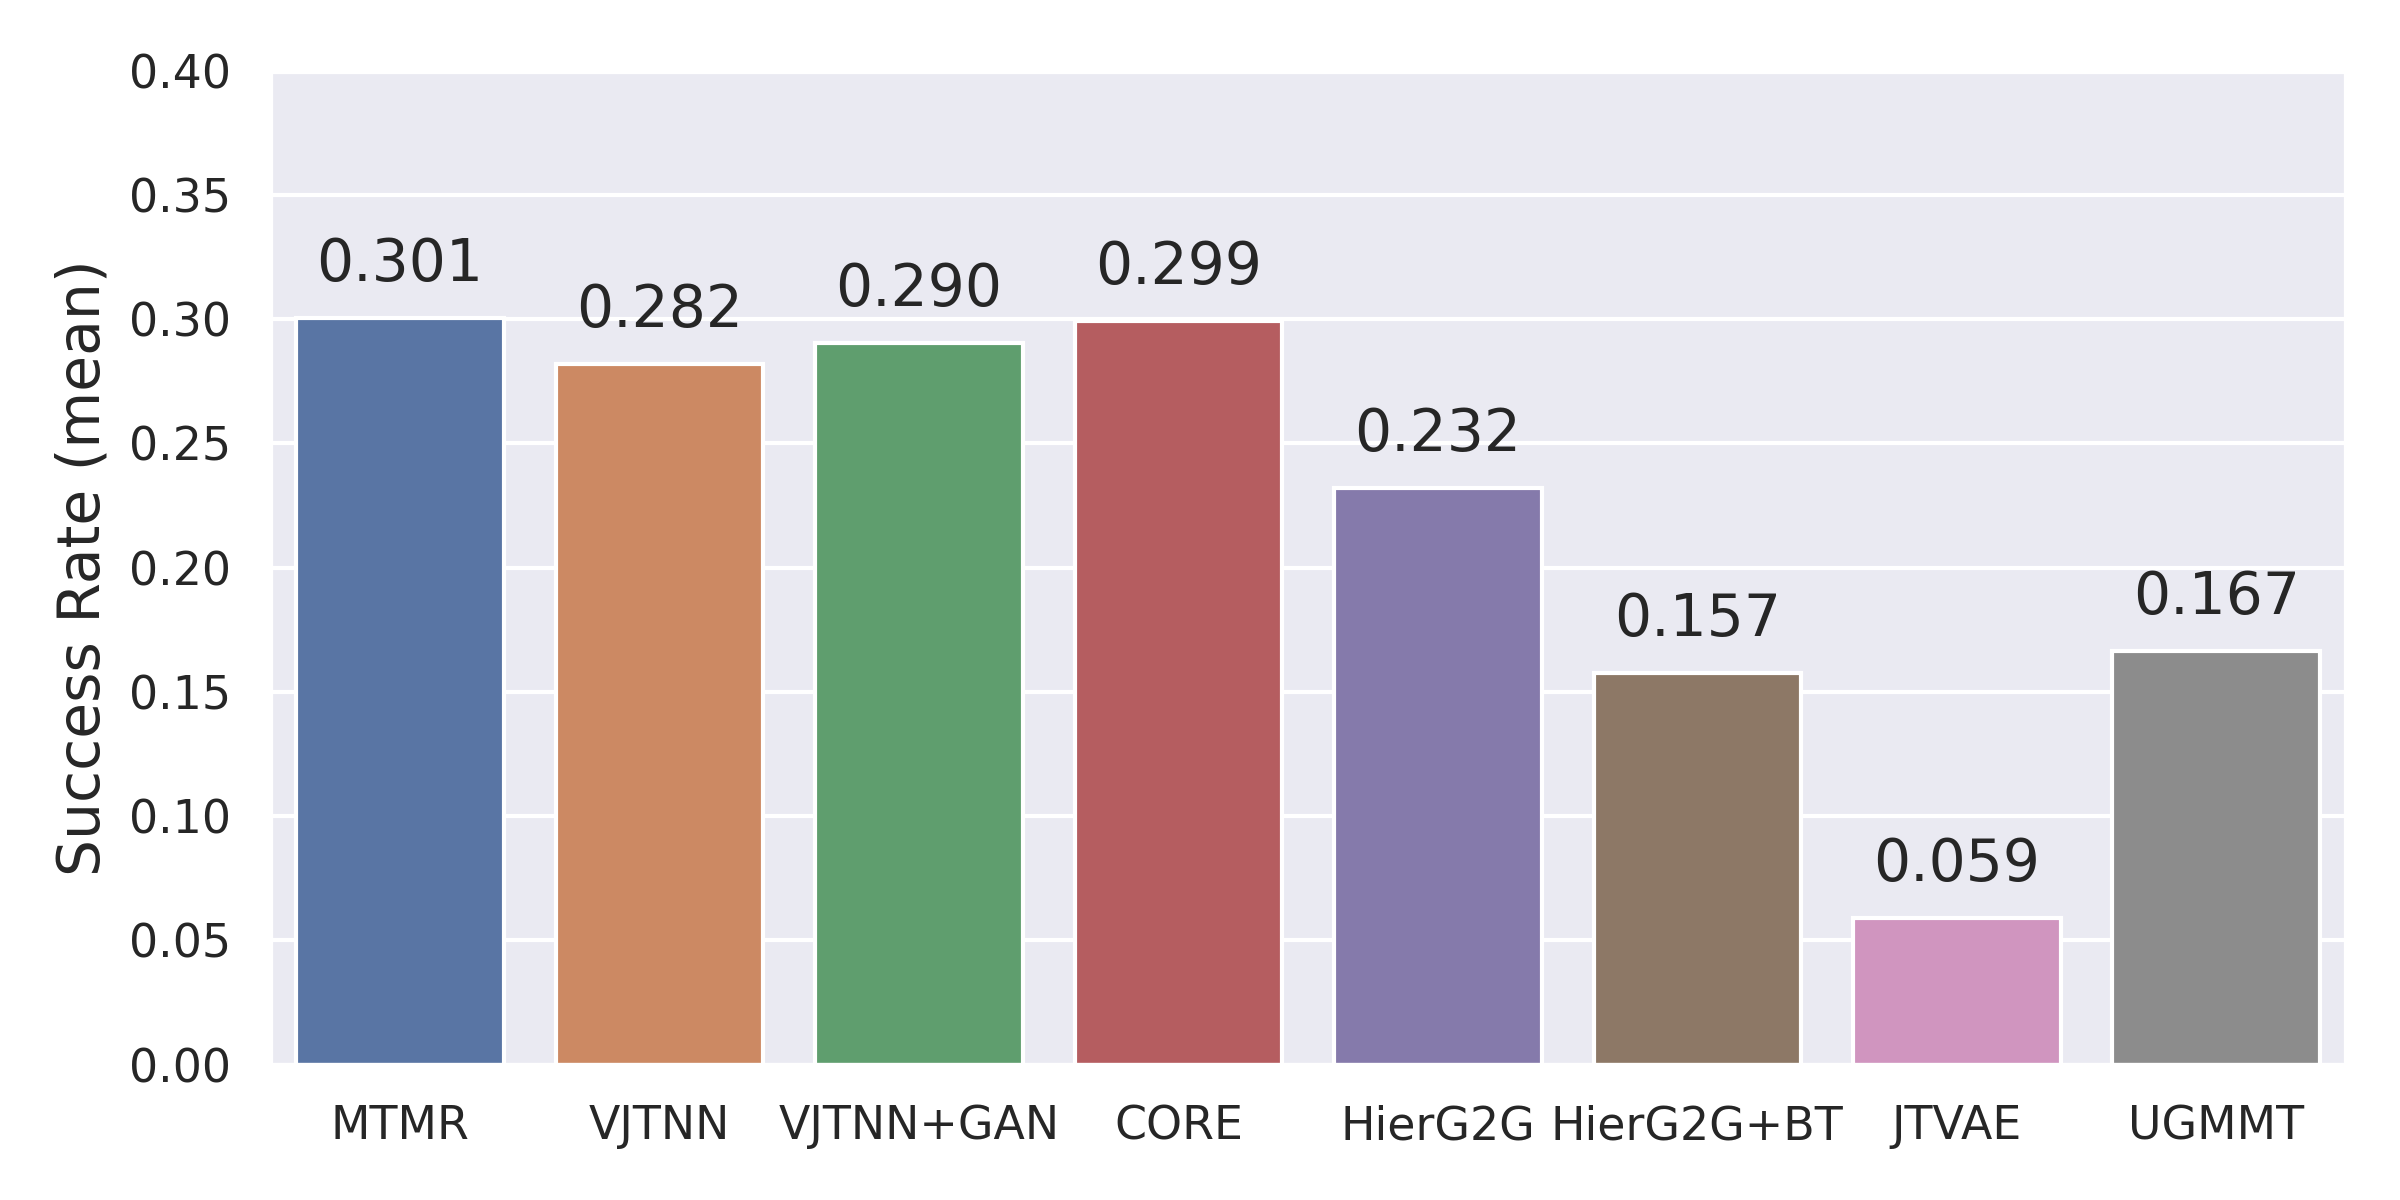 Success Rate (mean)
0.40
0.35
0.30
0.25
0.20
0.15
0.10
0.05
0.00
0.301
0.282
0.290
0.299
0.232
0.157
0.059
0.167
MTMR
VJTNN
VJTNN+GAN
CORE
HierG2G
HierG2G+BT
JTVAE
UGMMT